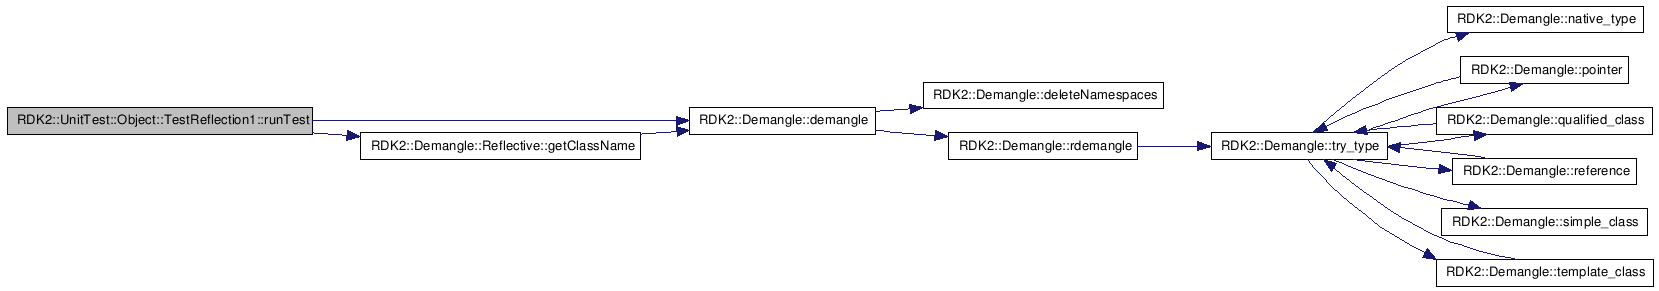 RDK2::UnitTest::Object::TestReflection1::runTest
RDK2::Demangle::Reflective::getClassName
RDK2::Demangle::demangle
RDK2::Demangle::deleteNamespaces
RDK2::Demangle::rdemangle
RDK2::Demangle::try_type
RDK2::Demangle::native_type
RDK2::Demangle::pointer
RDK2::Demangle::qualified_class
RDK2::Demangle::reference
RDK2::Demangle::simple_class
RDK2::Demangle::template_class